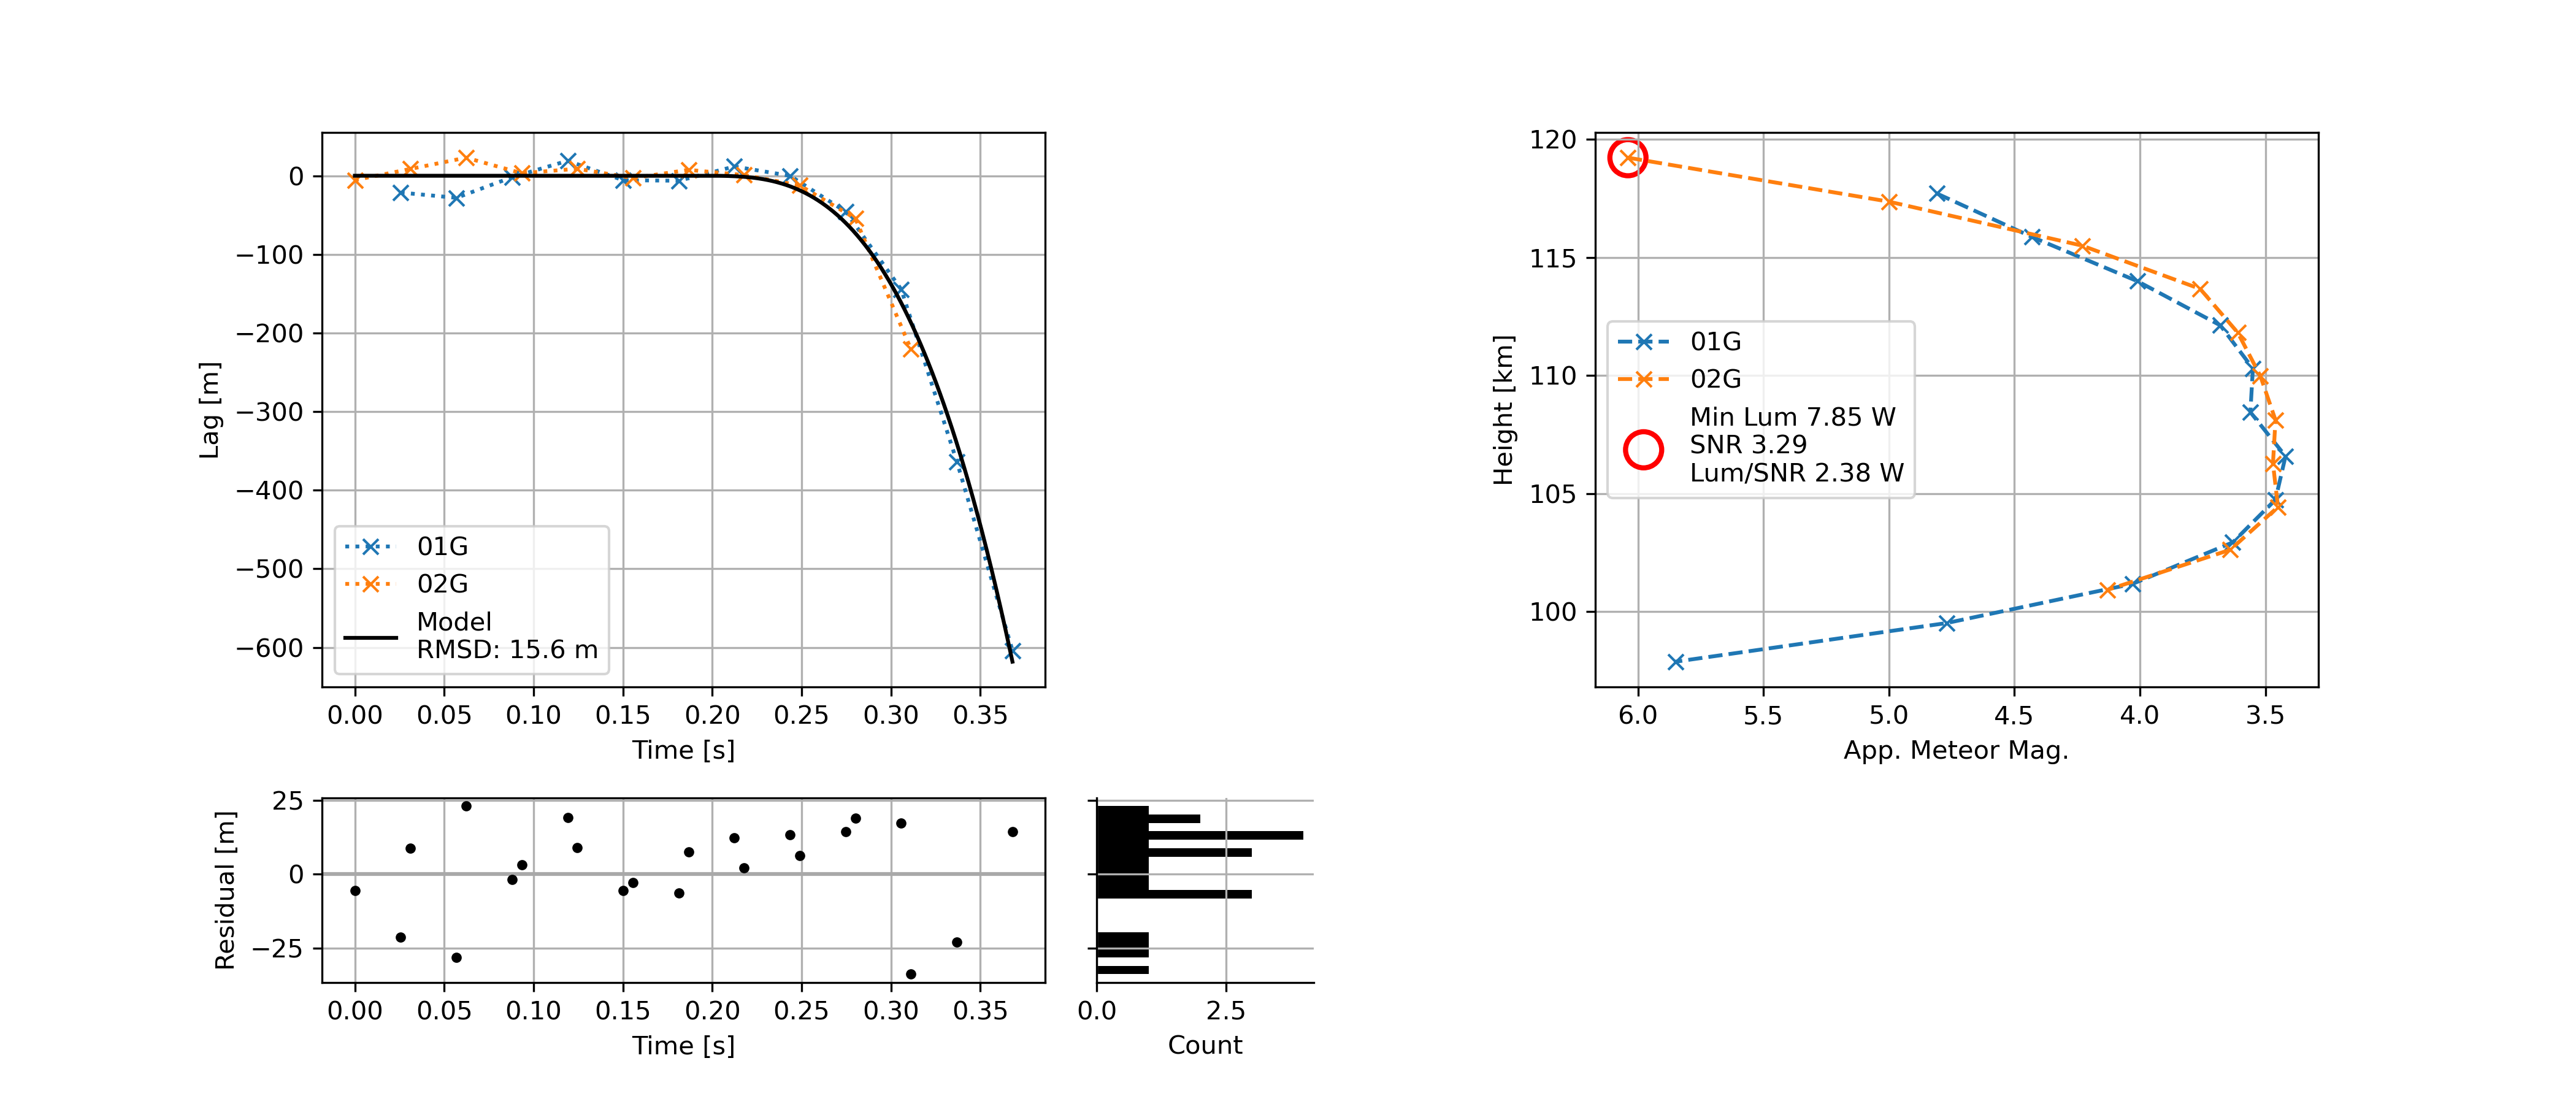 0
−100
−200
−300
−400
−500
−600
Lag [m]
01G
02G
Model
RMSD: 15.6 m
0.00 0.05 0.10 0.15 0.20 0.25 0.30 0.35
Time [s]
120
115
110
105
100
Height [km]
01G
02G
Min Lum 7.85 W
SNR 3.29
Lum/SNR 2.38 W
6.0 5.5 5.0 4.5 4.0 3.5
App. Meteor Mag.
25
0
−25
Residual [m]
0.00 0.05 0.10 0.15 0.20 0.25 0.30 0.35
Time [s]
0.0 2.5
Count